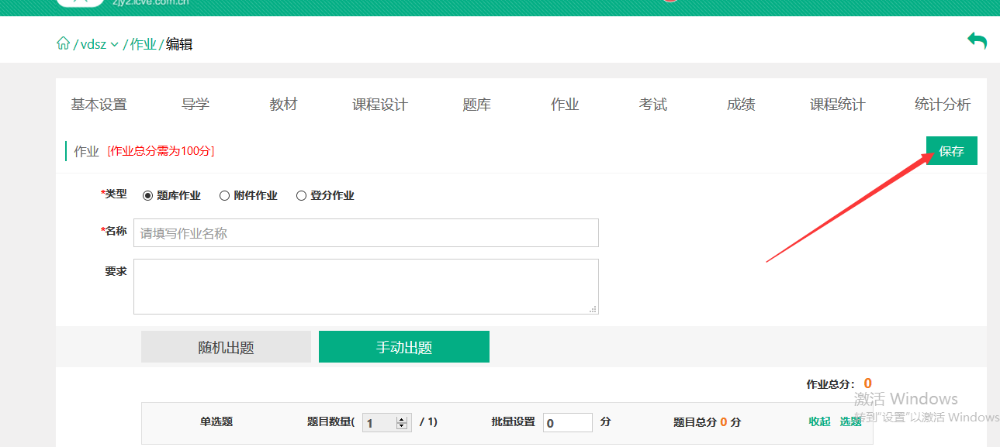 zjy2.icve.com.cn
/ vdsz / 作业 / 编辑
基本设置 导学 教材 课程设计 题库 作业 考试 成绩 课程统计 统计分析
作业 [作业总分需为100分] 保存
*类型 题库作业 附件作业 登分作业
*名称 请填写作业名称
要求
随机出题 手动出题
作业总分： 0
激活 Windows
单选题 题目数量( 1 / 1) 批量设置 0 分 题目总分 0 分 收起 选题
转到"设置"以激活 Windows